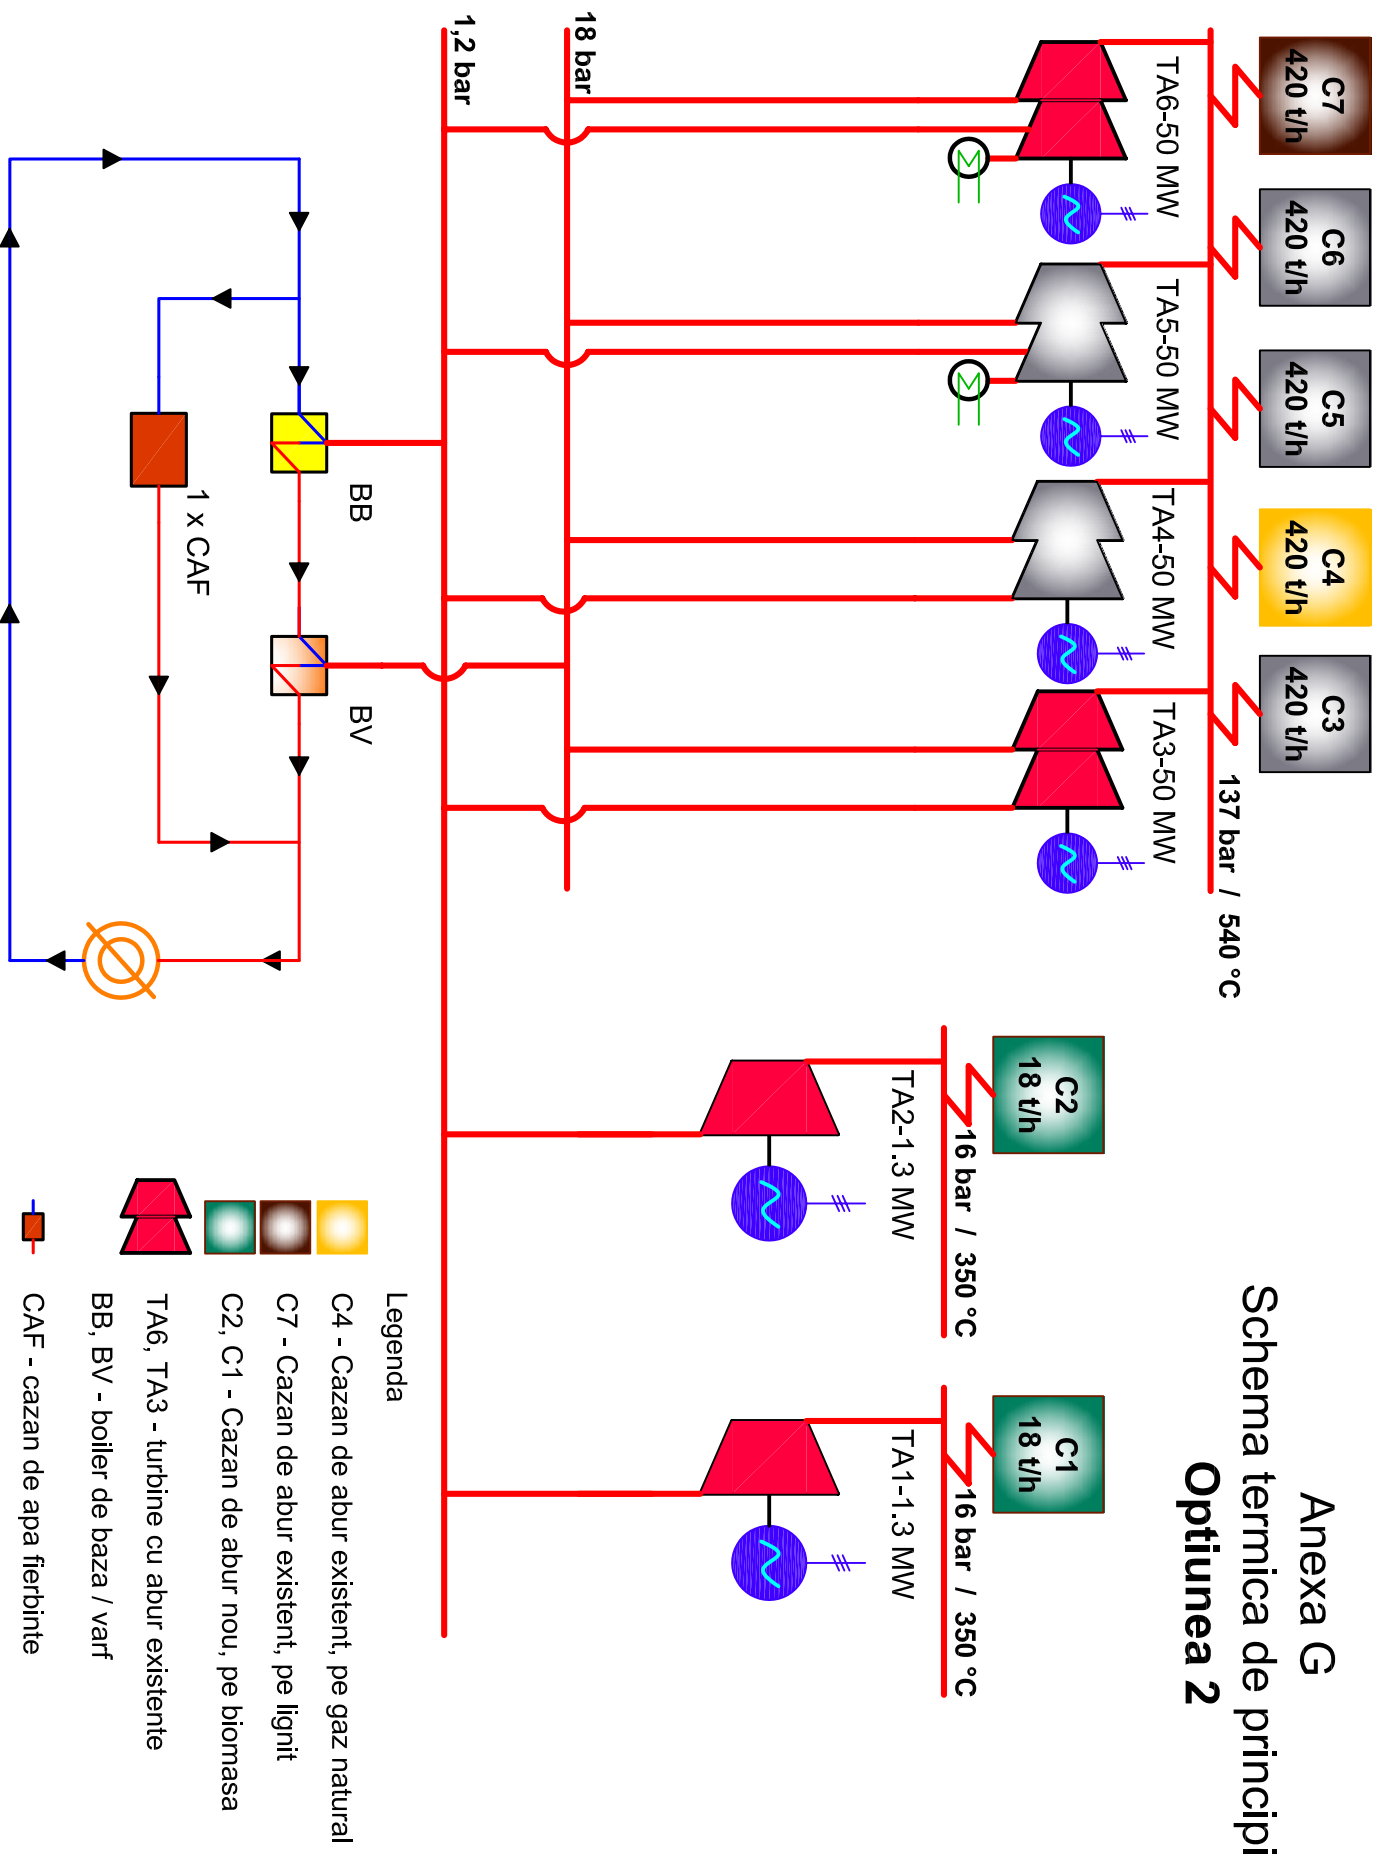 Anexa G
Schema termica de principi
Optiunea 2
C7
420 t/h
C6
420 t/h
C5
420 t/h
C4
420 t/h
C3
420 t/h
137 bar / 540 °C
TA6-50 MW
TA5-50 MW
TA4-50 MW
TA3-50 MW
C2
18 t/h
C1
18 t/h
16 bar / 350 °C
16 bar / 350 °C
TA2-1.3 MW
TA1-1.3 MW
18 bar
1,2 bar
BB
BV
1 x CAF
Legenda
C4 - Cazan de abur existent, pe gaz natural
C7 - Cazan de abur existent, pe lignit
C2, C1 - Cazan de abur nou, pe biomasa
TA6, TA3 - turbine cu abur existente
BB, BV - boiler de baza / varf
CAF - cazan de apa fierbinte